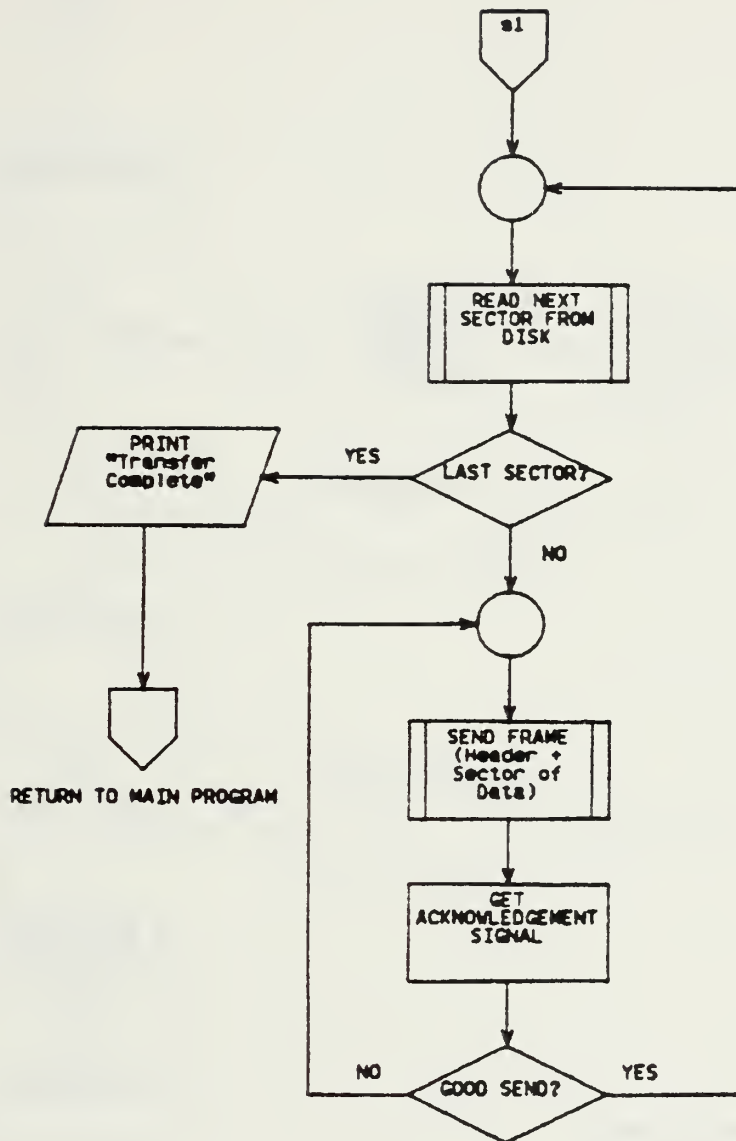 s1
READ NEXT
SECTOR FROM
DISK
LAST SECTOR?
YES
PRINT
"Transfer
Complete"
NO
RETURN TO MAIN PROGRAM
SEND FRAME
(Header +
Sector of
Data)
GET
ACKNOWLEDGEMENT
SIGNAL
NO
GOOD SEND?
YES